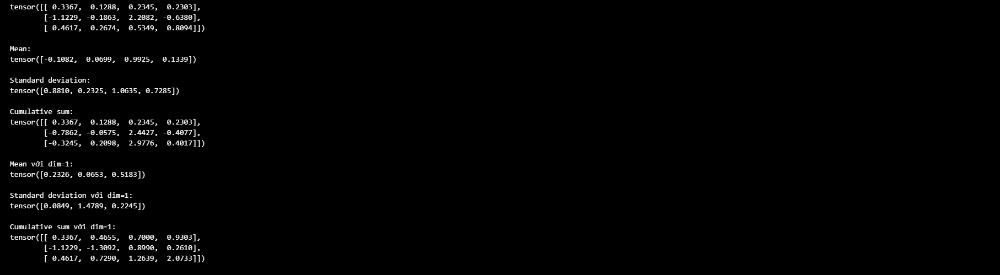 tensor([[ 0.3367,  0.1288,  0.2345,  0.2303],
        [-1.1229, -0.1863,  2.2082, -0.6380],
        [ 0.4617,  0.2674,  0.5349,  0.8094]])
Mean:
tensor([-0.1082,  0.0699,  0.9925,  0.1339])
Standard deviation:
tensor([0.8810, 0.2325, 1.0635, 0.7285])
Cumulative sum:
tensor([[ 0.3367,  0.1288,  0.2345,  0.2303],
        [-0.7862, -0.0575,  2.4427, -0.4077],
        [-0.3245,  0.2098,  2.9776,  0.4017]])
Mean với dim=1:
tensor([0.2326, 0.0653, 0.5183])
Standard deviation với dim=1:
tensor([0.0849, 1.4789, 0.2245])
Cumulative sum với dim=1:
tensor([[ 0.3367,  0.4655,  0.7000,  0.9303],
        [-1.1229, -1.3092,  0.8990,  0.2610],
        [ 0.4617,  0.7290,  1.2639,  2.0733]])